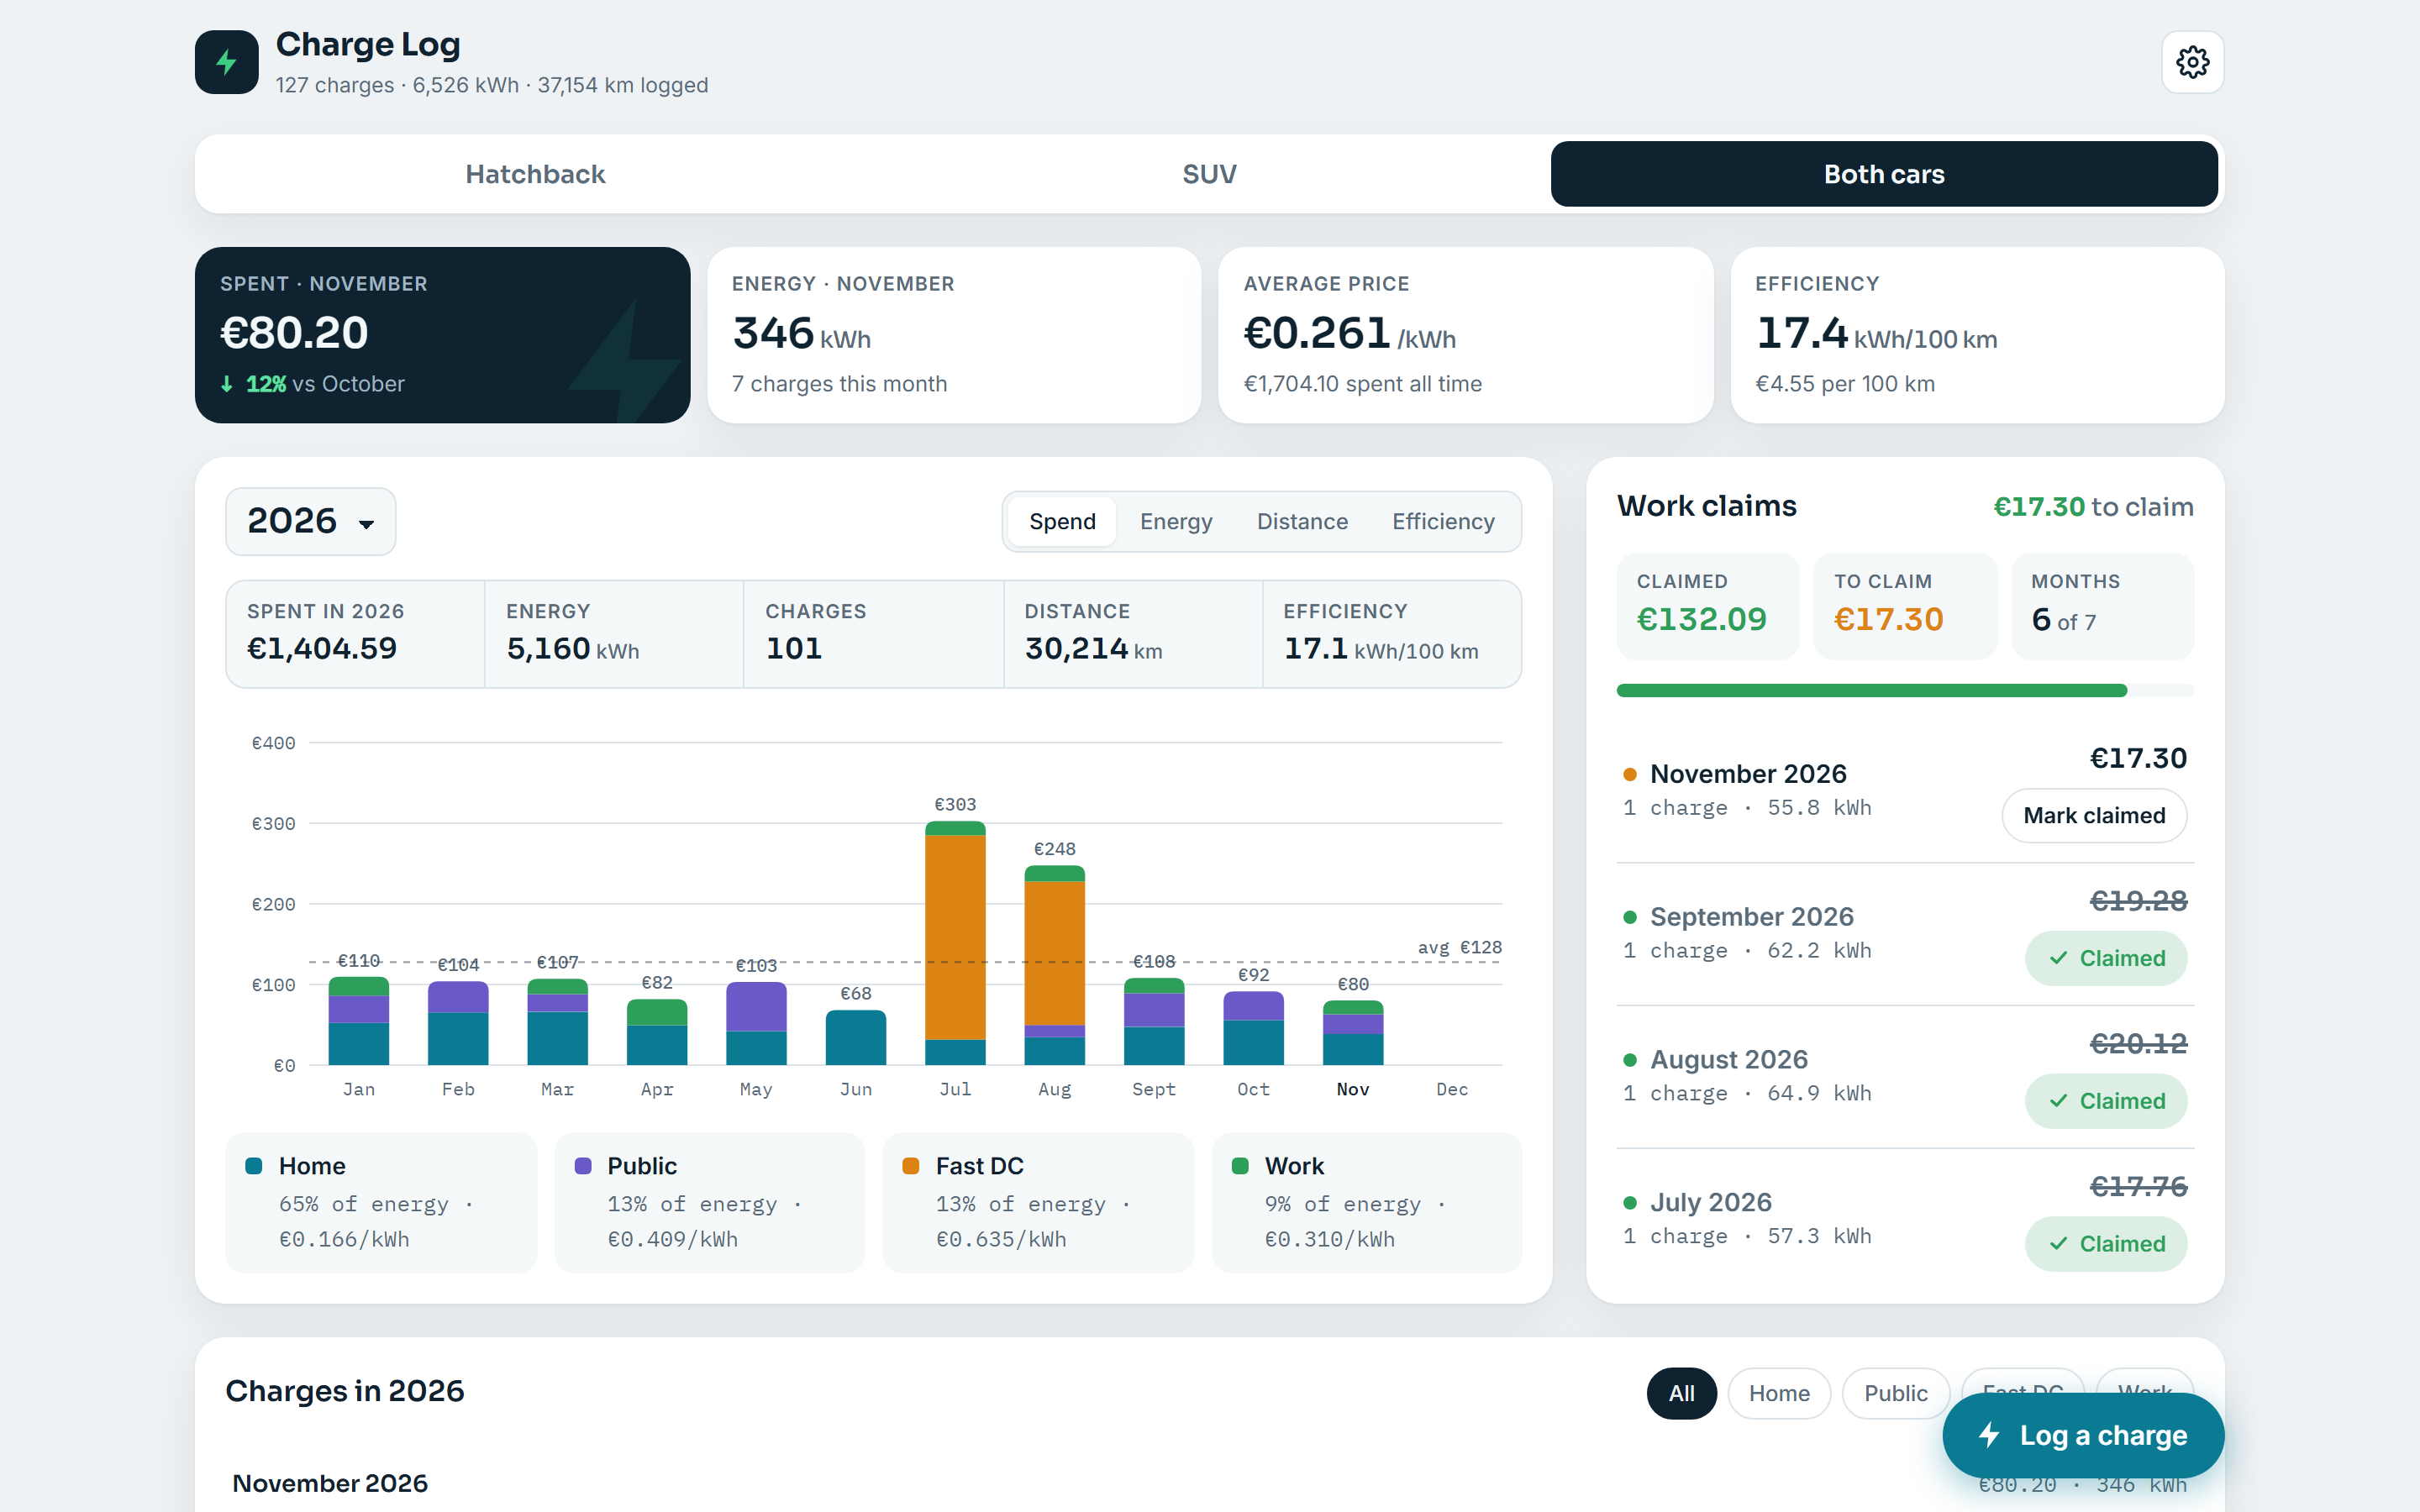 Charge Log
127 charges · 6,526 kWh · 37,154 km logged
Hatchback
SUV
Both cars
SPENT · NOVEMBER
€80.20
↓ 12% vs October
ENERGY · NOVEMBER
346 kWh
7 charges this month
AVERAGE PRICE
€0.261 /kWh
€1,704.10 spent all time
EFFICIENCY
17.4 kWh/100 km
€4.55 per 100 km
2026
Spend
Energy
Distance
Efficiency
SPENT IN 2026
€1,404.59
ENERGY
5,160 kWh
CHARGES
101
DISTANCE
30,214 km
EFFICIENCY
17.1 kWh/100 km
€400
€300
€200
€100
€0
€110
€104
€107
€82
€103
€68
€303
€248
€108
€92
€80
avg €128
Jan
Feb
Mar
Apr
May
Jun
Jul
Aug
Sept
Oct
Nov
Dec
Home
65% of energy ·
€0.166/kWh
Public
13% of energy ·
€0.409/kWh
Fast DC
13% of energy ·
€0.635/kWh
Work
9% of energy ·
€0.310/kWh
Work claims
€17.30 to claim
CLAIMED
€132.09
TO CLAIM
€17.30
MONTHS
6 of 7
November 2026
1 charge · 55.8 kWh
€17.30
Mark claimed
September 2026
1 charge · 62.2 kWh
€19.28
✓ Claimed
August 2026
1 charge · 64.9 kWh
€20.12
✓ Claimed
July 2026
1 charge · 57.3 kWh
€17.76
✓ Claimed
Charges in 2026
All
Home
Public
Fast DC
Work
Log a charge
November 2026
€80.20 · 346 kWh